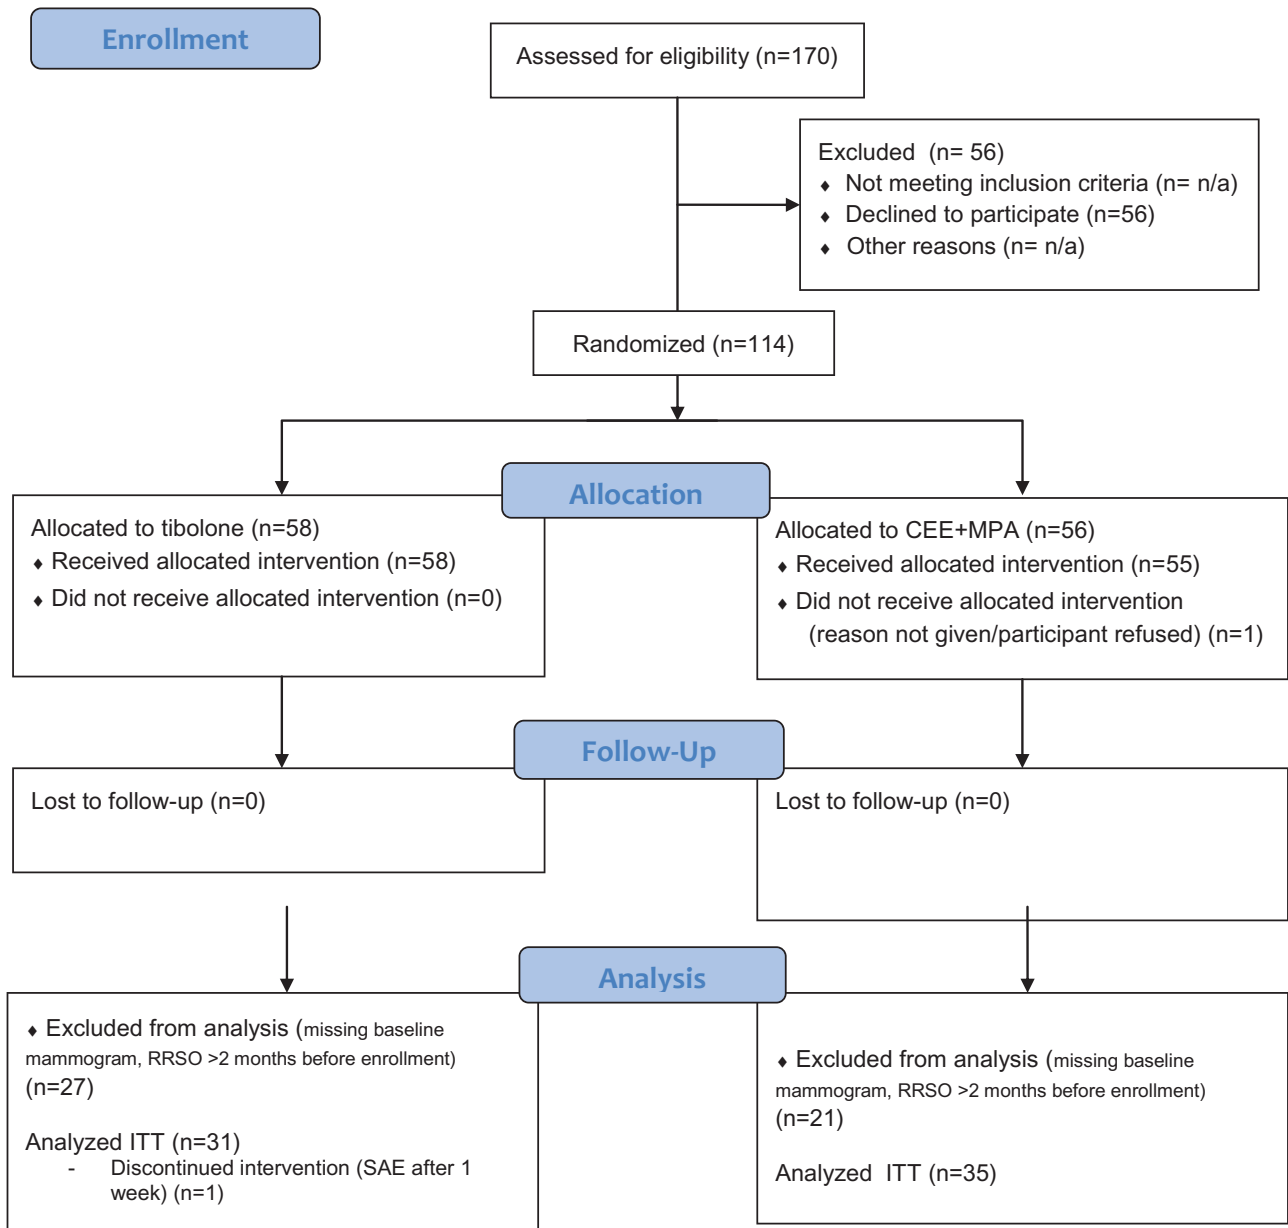 Enrollment
Assessed for eligibility (n=170)
Excluded (n= 56)
♦ Not meeting inclusion criteria (n= n/a)
♦ Declined to participate (n=56)
♦ Other reasons (n= n/a)
Randomized (n=114)
Allocation
Allocated to tibolone (n=58)
♦ Received allocated intervention (n=58)
♦ Did not receive allocated intervention (n=0)
Allocated to CEE+MPA (n=56)
♦ Received allocated intervention (n=55)
♦ Did not receive allocated intervention
(reason not given/participant refused) (n=1)
Follow-Up
Lost to follow-up (n=0)
Lost to follow-up (n=0)
Analysis
♦ Excluded from analysis (missing baseline
mammogram, RRSO >2 months before enrollment)
(n=27)
Analyzed ITT (n=31)
- Discontinued intervention (SAE after 1
week) (n=1)
♦ Excluded from analysis (missing baseline
mammogram, RRSO >2 months before enrollment)
(n=21)
Analyzed ITT (n=35)